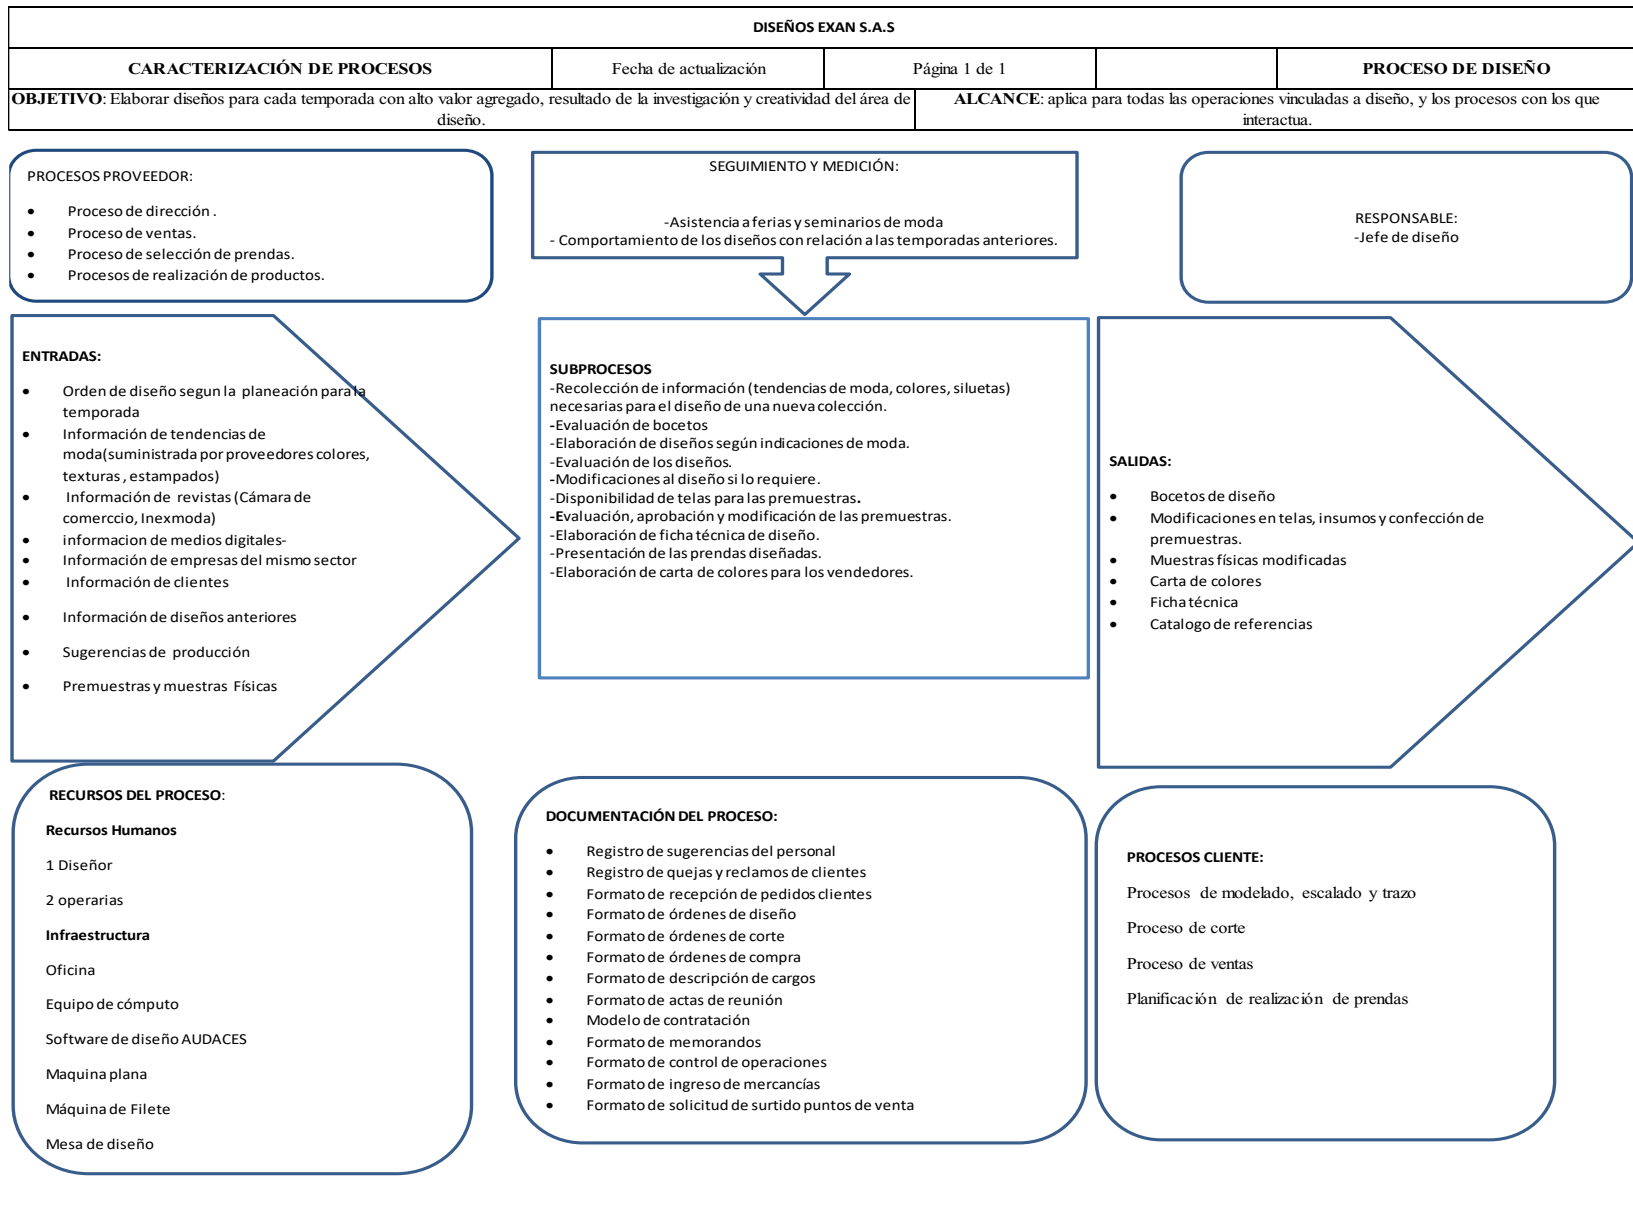 DISEÑOS EXAN S.A.S
CARACTERIZACIÓN DE PROCESOS
Fecha de actualización
Página 1 de 1
PROCESO DE DISEÑO
OBJETIVO: Elaborar diseños para cada temporada con alto valor agregado, resultado de la investigación y creatividad del área de
diseño.
ALCANCE: aplica para todas las operaciones vinculadas a diseño, y los procesos con los que
interactua.
PROCESOS PROVEEDOR:
• Proceso de dirección .
• Proceso de ventas.
• Proceso de selección de prendas.
• Procesos de realización de productos.
SEGUIMIENTO Y MEDICIÓN:
-Asistencia a ferias y seminarios de moda
- Comportamiento de los diseños con relación a las temporadas anteriores.
RESPONSABLE:
-Jefe de diseño
ENTRADAS:
• Orden de diseño segun la planeación para la
temporada
• Información de tendencias de
moda(suministrada por proveedores colores,
texturas , estampados)
• Información de revistas (Cámara de
comerccio, Inexmoda)
• informacion de medios digitales-
• Información de empresas del mismo sector
• Información de clientes
• Información de diseños anteriores
• Sugerencias de producción
• Premuestras y muestras Físicas
SUBPROCESOS
-Recolección de información (tendencias de moda, colores, siluetas)
necesarias para el diseño de una nueva colección.
-Evaluación de bocetos
-Elaboración de diseños según indicaciones de moda.
-Evaluación de los diseños.
-Modificaciones al diseño si lo requiere.
-Disponibilidad de telas para las premuestras.
-Evaluación, aprobación y modificación de las premuestras.
-Elaboración de ficha técnica de diseño.
-Presentación de las prendas diseñadas.
-Elaboración de carta de colores para los vendedores.
SALIDAS:
• Bocetos de diseño
• Modificaciones en telas, insumos y confección de
premuestras.
• Muestras físicas modificadas
• Carta de colores
• Ficha técnica
• Catalogo de referencias
RECURSOS DEL PROCESO:
Recursos Humanos
1 Diseñor
2 operarias
Infraestructura
Oficina
Equipo de cómputo
Software de diseño AUDACES
Maquina plana
Máquina de Filete
Mesa de diseño
DOCUMENTACIÓN DEL PROCESO:
• Registro de sugerencias del personal
• Registro de quejas y reclamos de clientes
• Formato de recepción de pedidos clientes
• Formato de órdenes de diseño
• Formato de órdenes de corte
• Formato de órdenes de compra
• Formato de descripción de cargos
• Formato de actas de reunión
• Modelo de contratación
• Formato de memorandos
• Formato de control de operaciones
• Formato de ingreso de mercancías
• Formato de solicitud de surtido puntos de venta
PROCESOS CLIENTE:
Procesos de modelado, escalado y trazo
Proceso de corte
Proceso de ventas
Planificación de realización de prendas